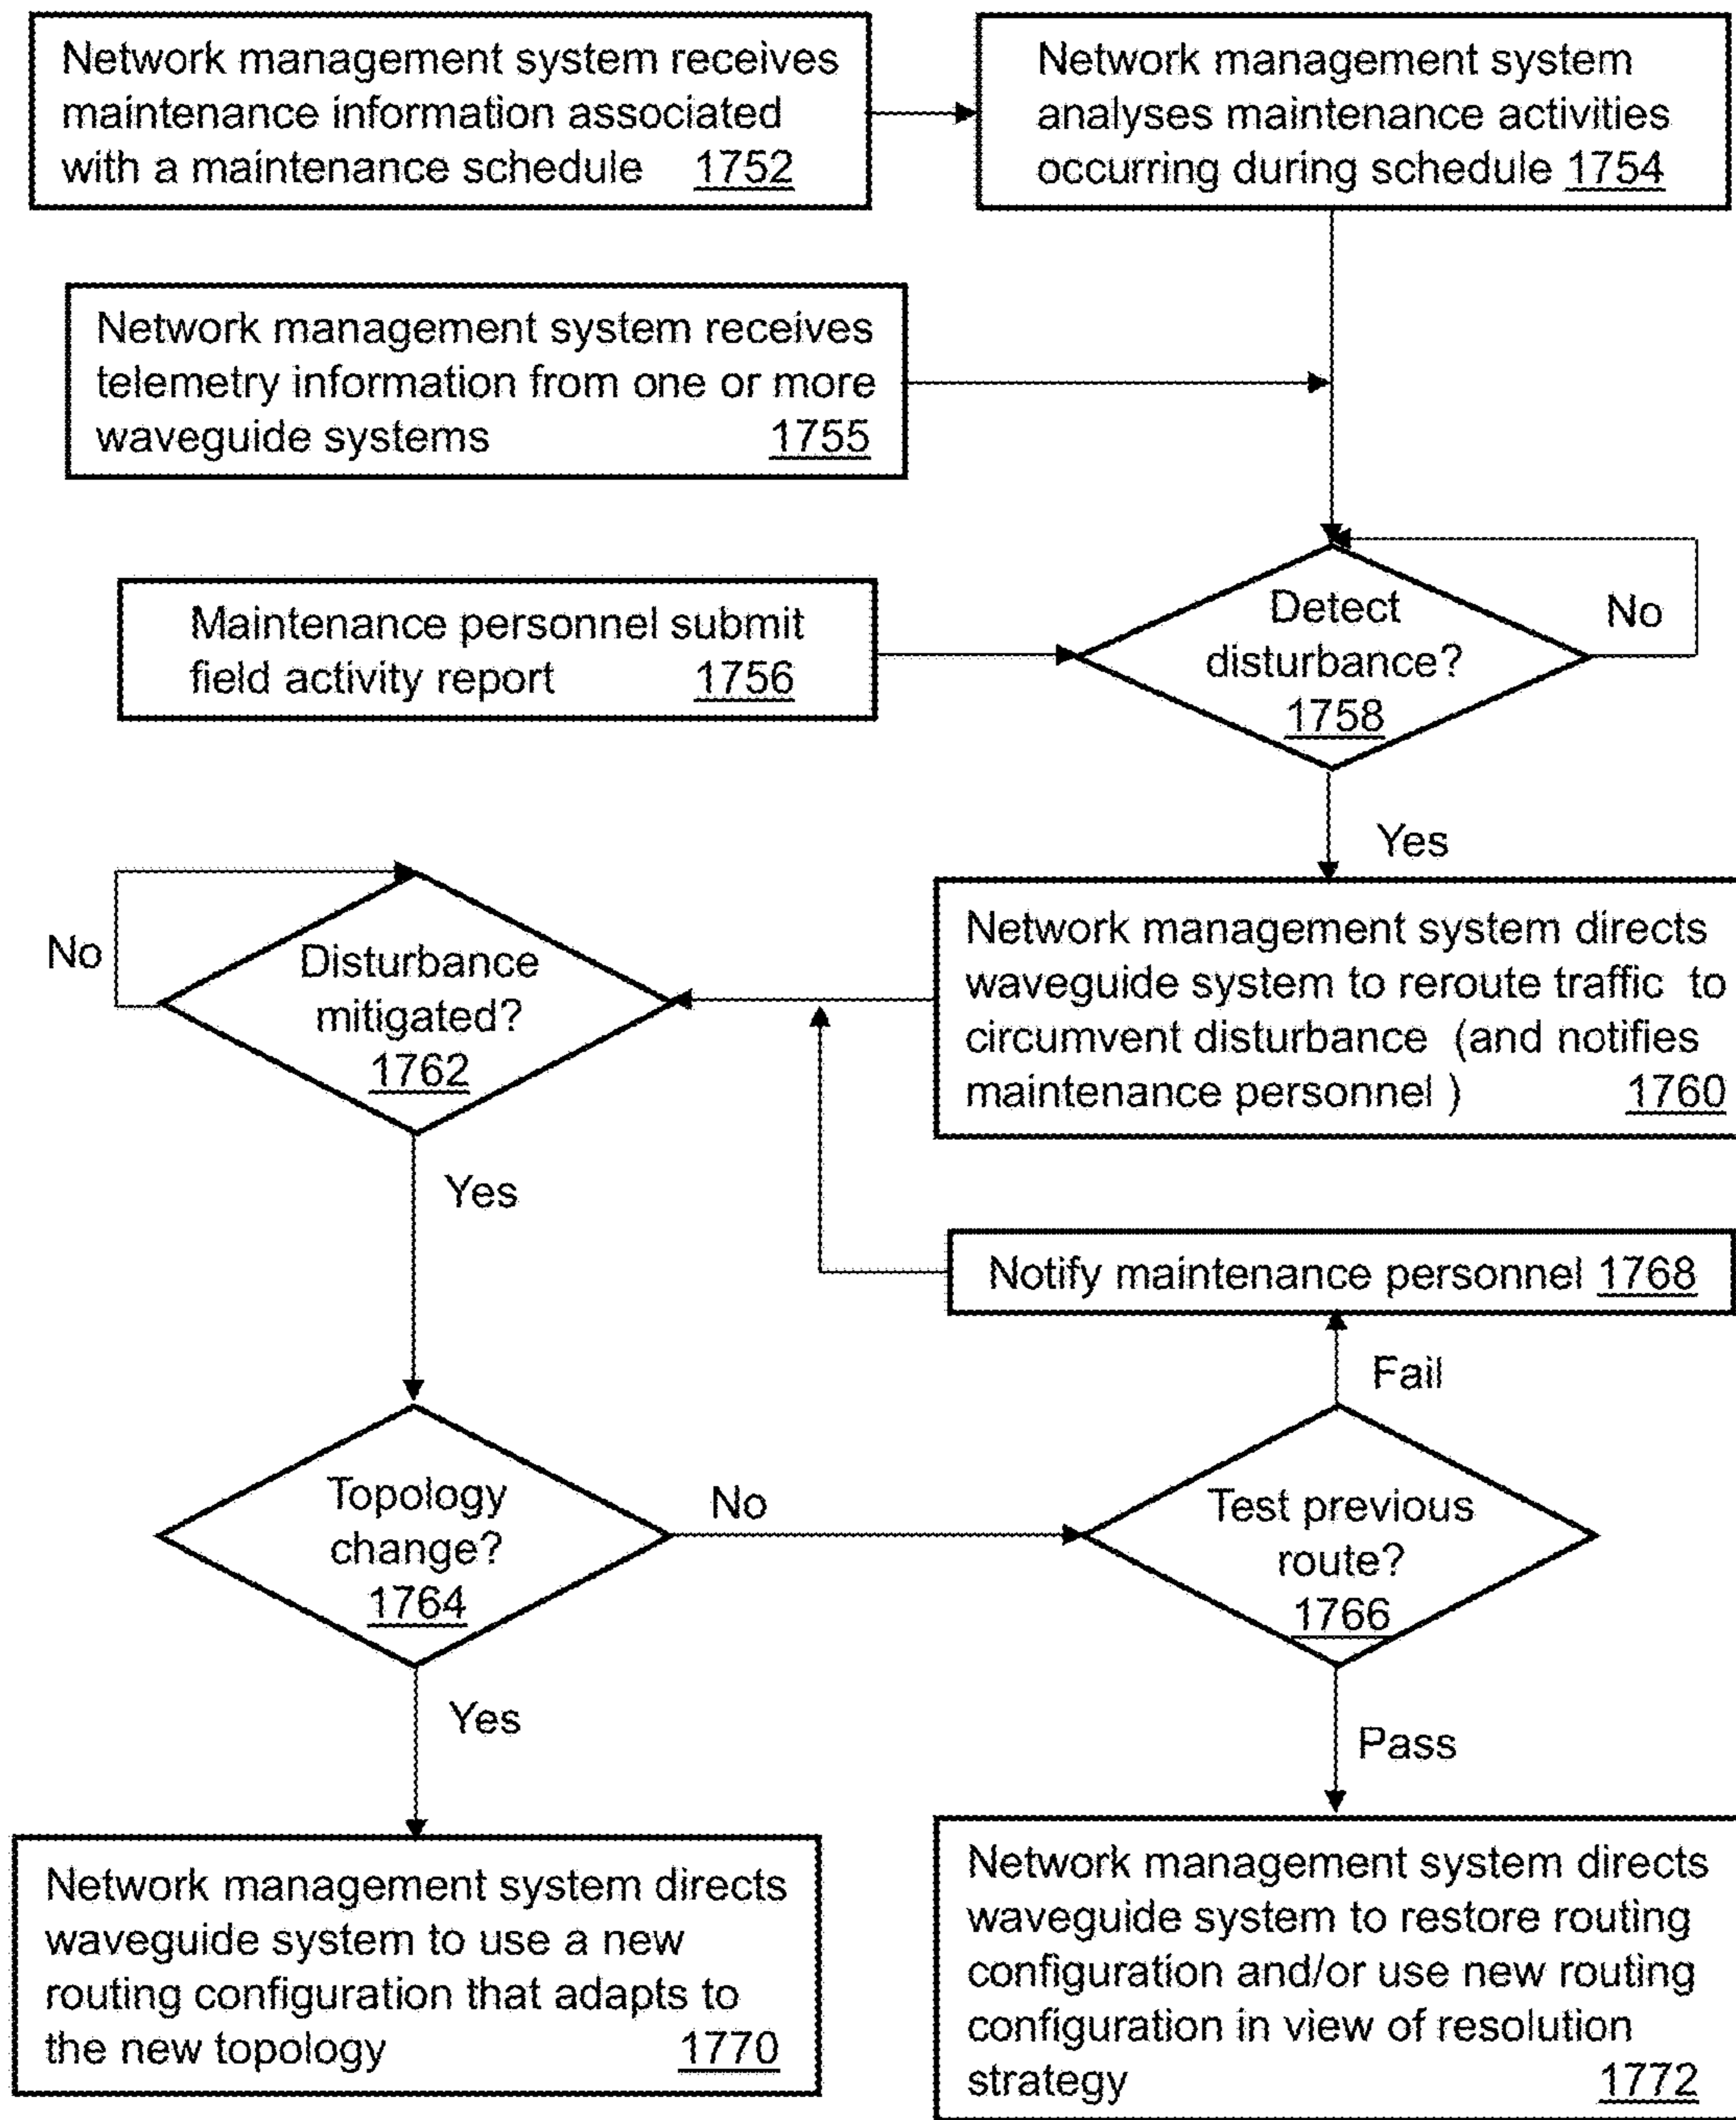 Network management system receives
maintenance information associated
with a maintenance schedule 1752
Network management system
analyses maintenance activities
occurring during schedule 1754
Network management system receives
telemetry information from one or more
waveguide systems 1755
Maintenance personnel submit
field activity report 1756
Detect
disturbance?
1758
No
Yes
Network management system directs
waveguide system to reroute traffic to
circumvent disturbance (and notifies
maintenance personnel ) 1760
Disturbance
mitigated?
1762
No
Yes
Notify maintenance personnel 1768
Fail
Topology
change?
1764
No
Test previous
route?
1766
Yes
Pass
Network management system directs
waveguide system to use a new
routing configuration that adapts to
the new topology 1770
Network management system directs
waveguide system to restore routing
configuration and/or use new routing
configuration in view of resolution
strategy 1772